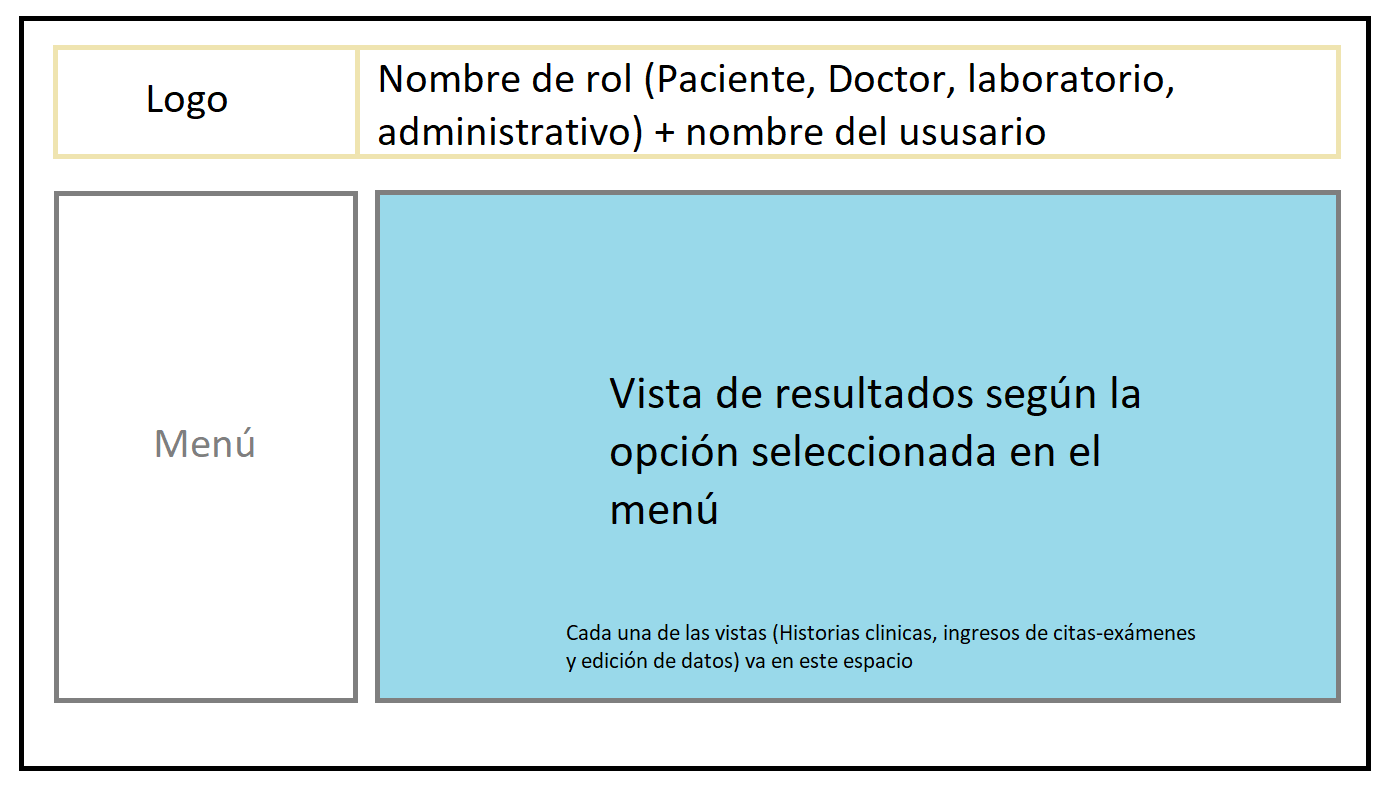 Logo
Nombre de rol (Paciente, Doctor, laboratorio,
administrativo) + nombre del ususario
Menú
Vista de resultados según la
opción seleccionada en el
menú
Cada una de las vistas (Historias clinicas, ingresos de citas-exámenes
y edición de datos) va en este espacio